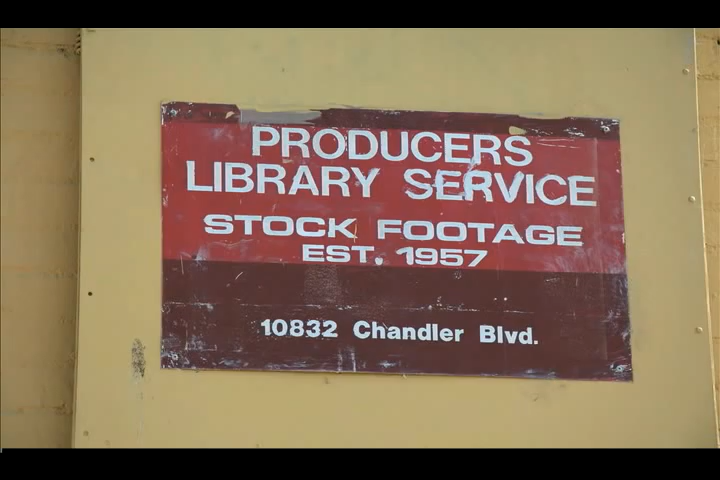 PRODUCERS
LIBRARY SERVICE
STOCK FOOTAGE
EST. 1957
10832 Chandler Blvd.